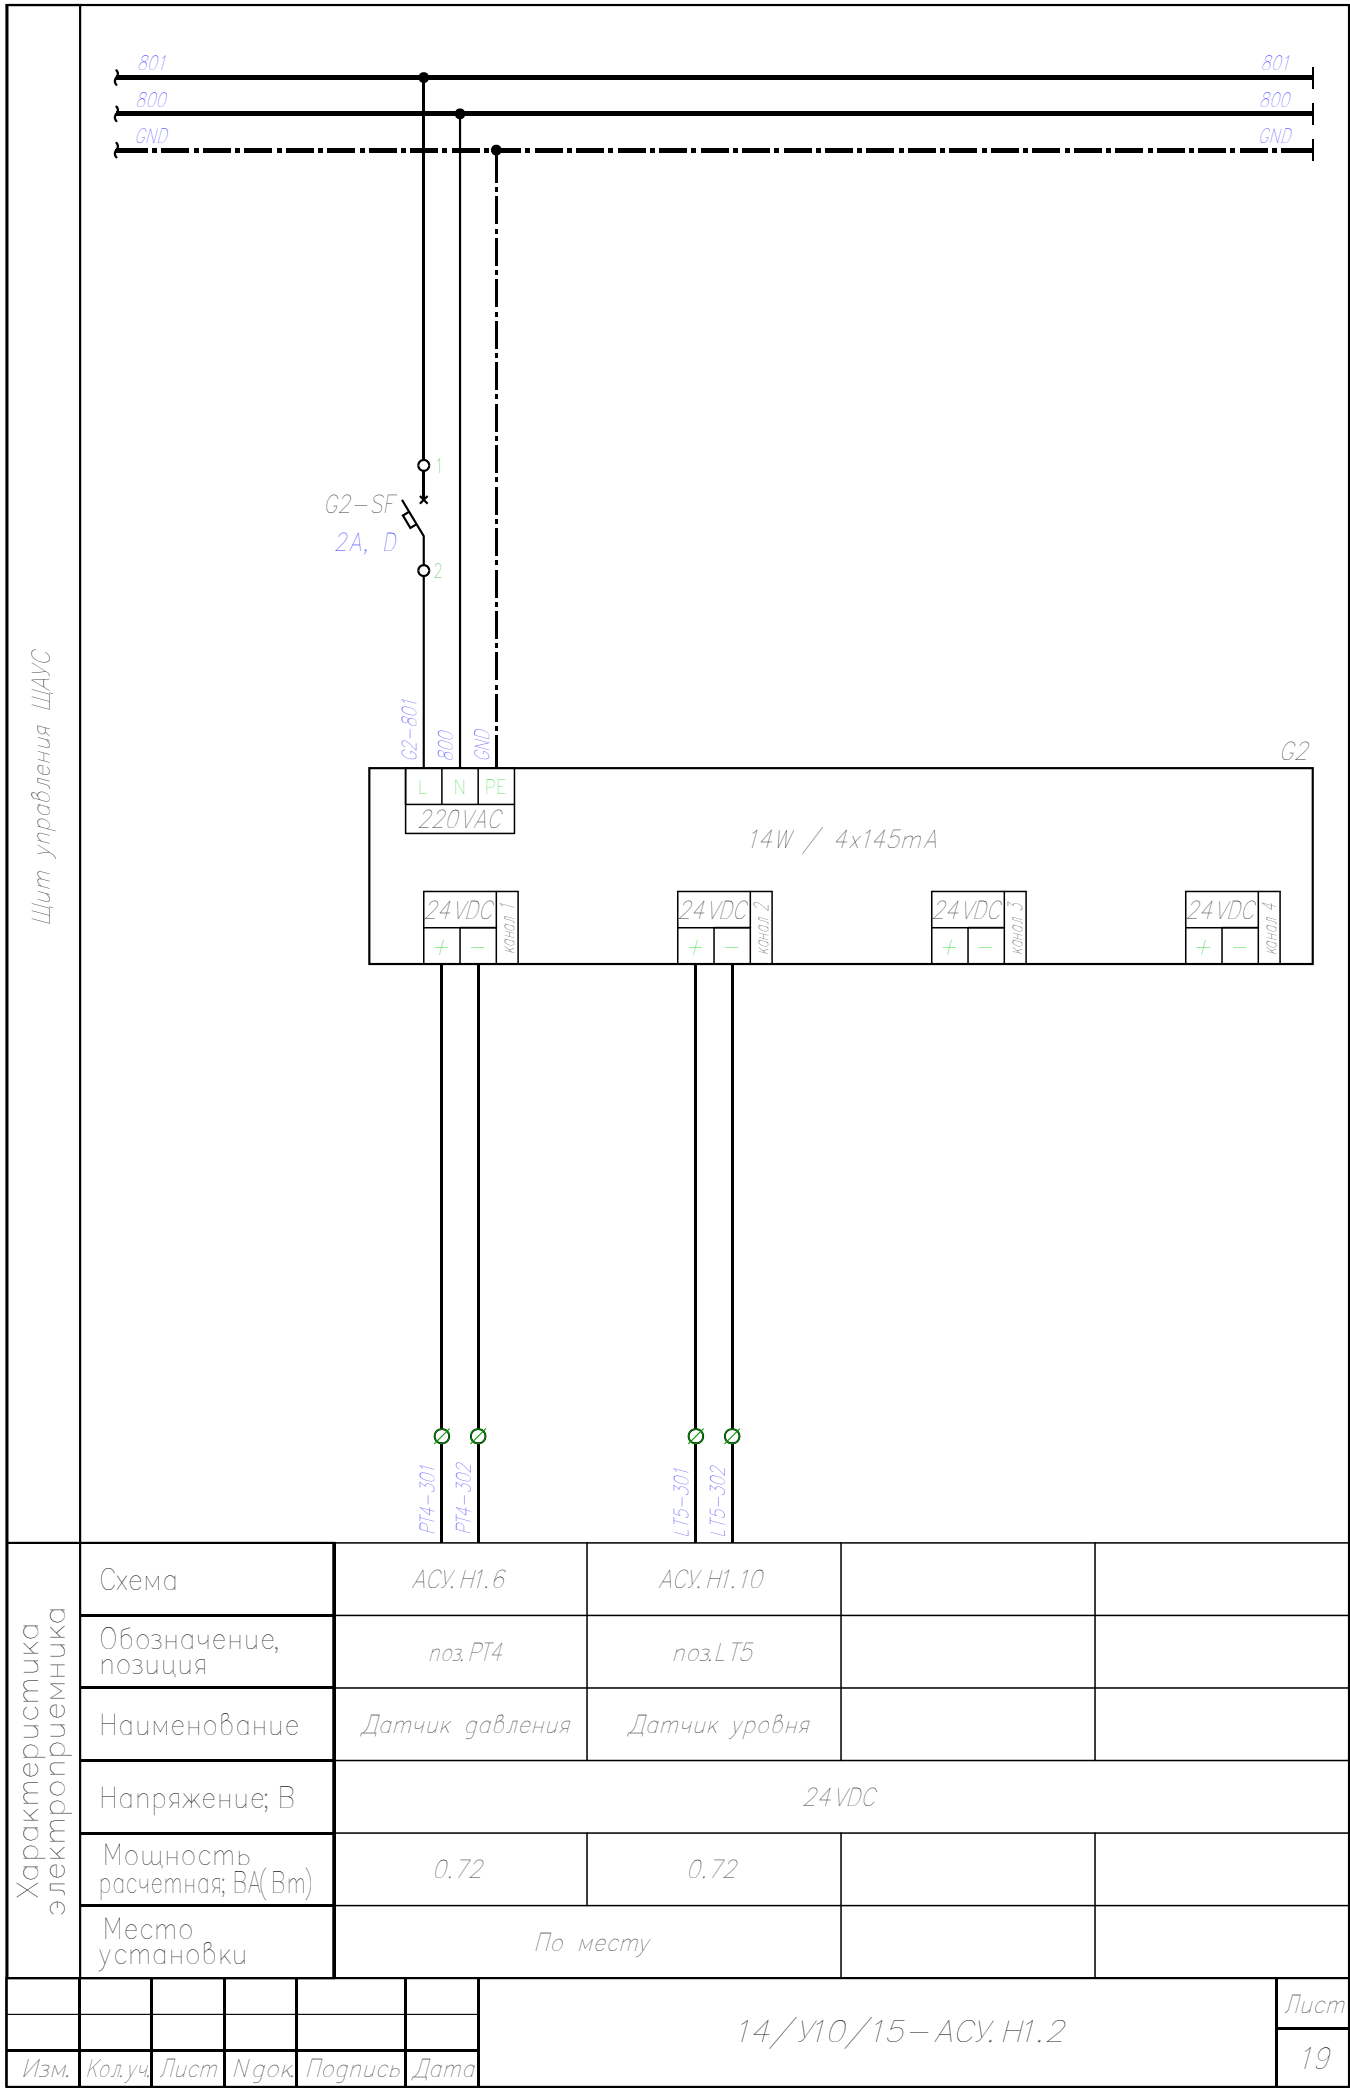 801 801
800 800
GND GND
1
G2-SF
2A, D
2
Щит управления ЩАУС
G2-801 800 GND
G2
L N PE
220VAC
14W / 4x145mA
24VDC канал 1 24VDC канал 2 24VDC канал 3 24VDC канал 4
+ - + - + - + -
PT4-301 PT4-302 LT5-301 LT5-302
Характеристика
электроприемника
Схема АСУ.Н1.6 АСУ.Н1.10
Обозначение,
позиция поз.PT4 поз.LT5
Наименование Датчик давления Датчик уровня
Напряжение; В 24VDC
Мощность
расчетная; ВА(Вт) 0.72 0.72
Место
установки По месту
14/У10/15-АСУ.Н1.2
Лист
19
Изм. Кол.уч. Лист Nдок. Подпись Дата